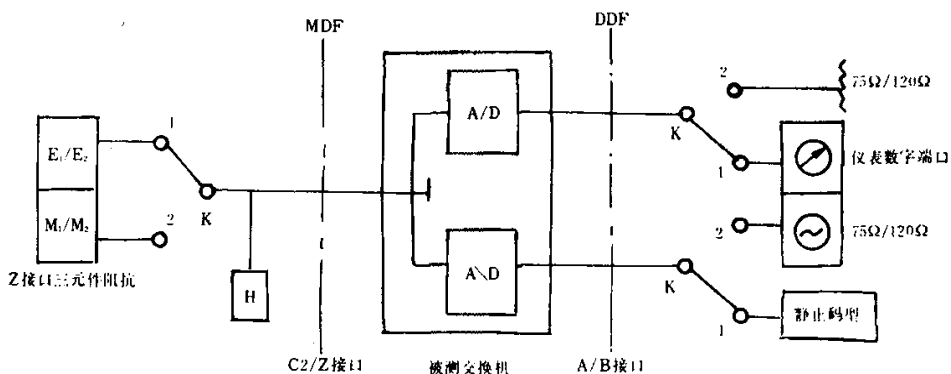 MDF
DDF
2
75Ω/120Ω
1
E₁/E₂
A/D
K
仪表数字端口
1
K
M₁/M₂
2
2
75Ω/120Ω
Z接口三元件阻抗
H
A\D
K
静止码型
1
C2/Z接口
被测交换机
A/B接口